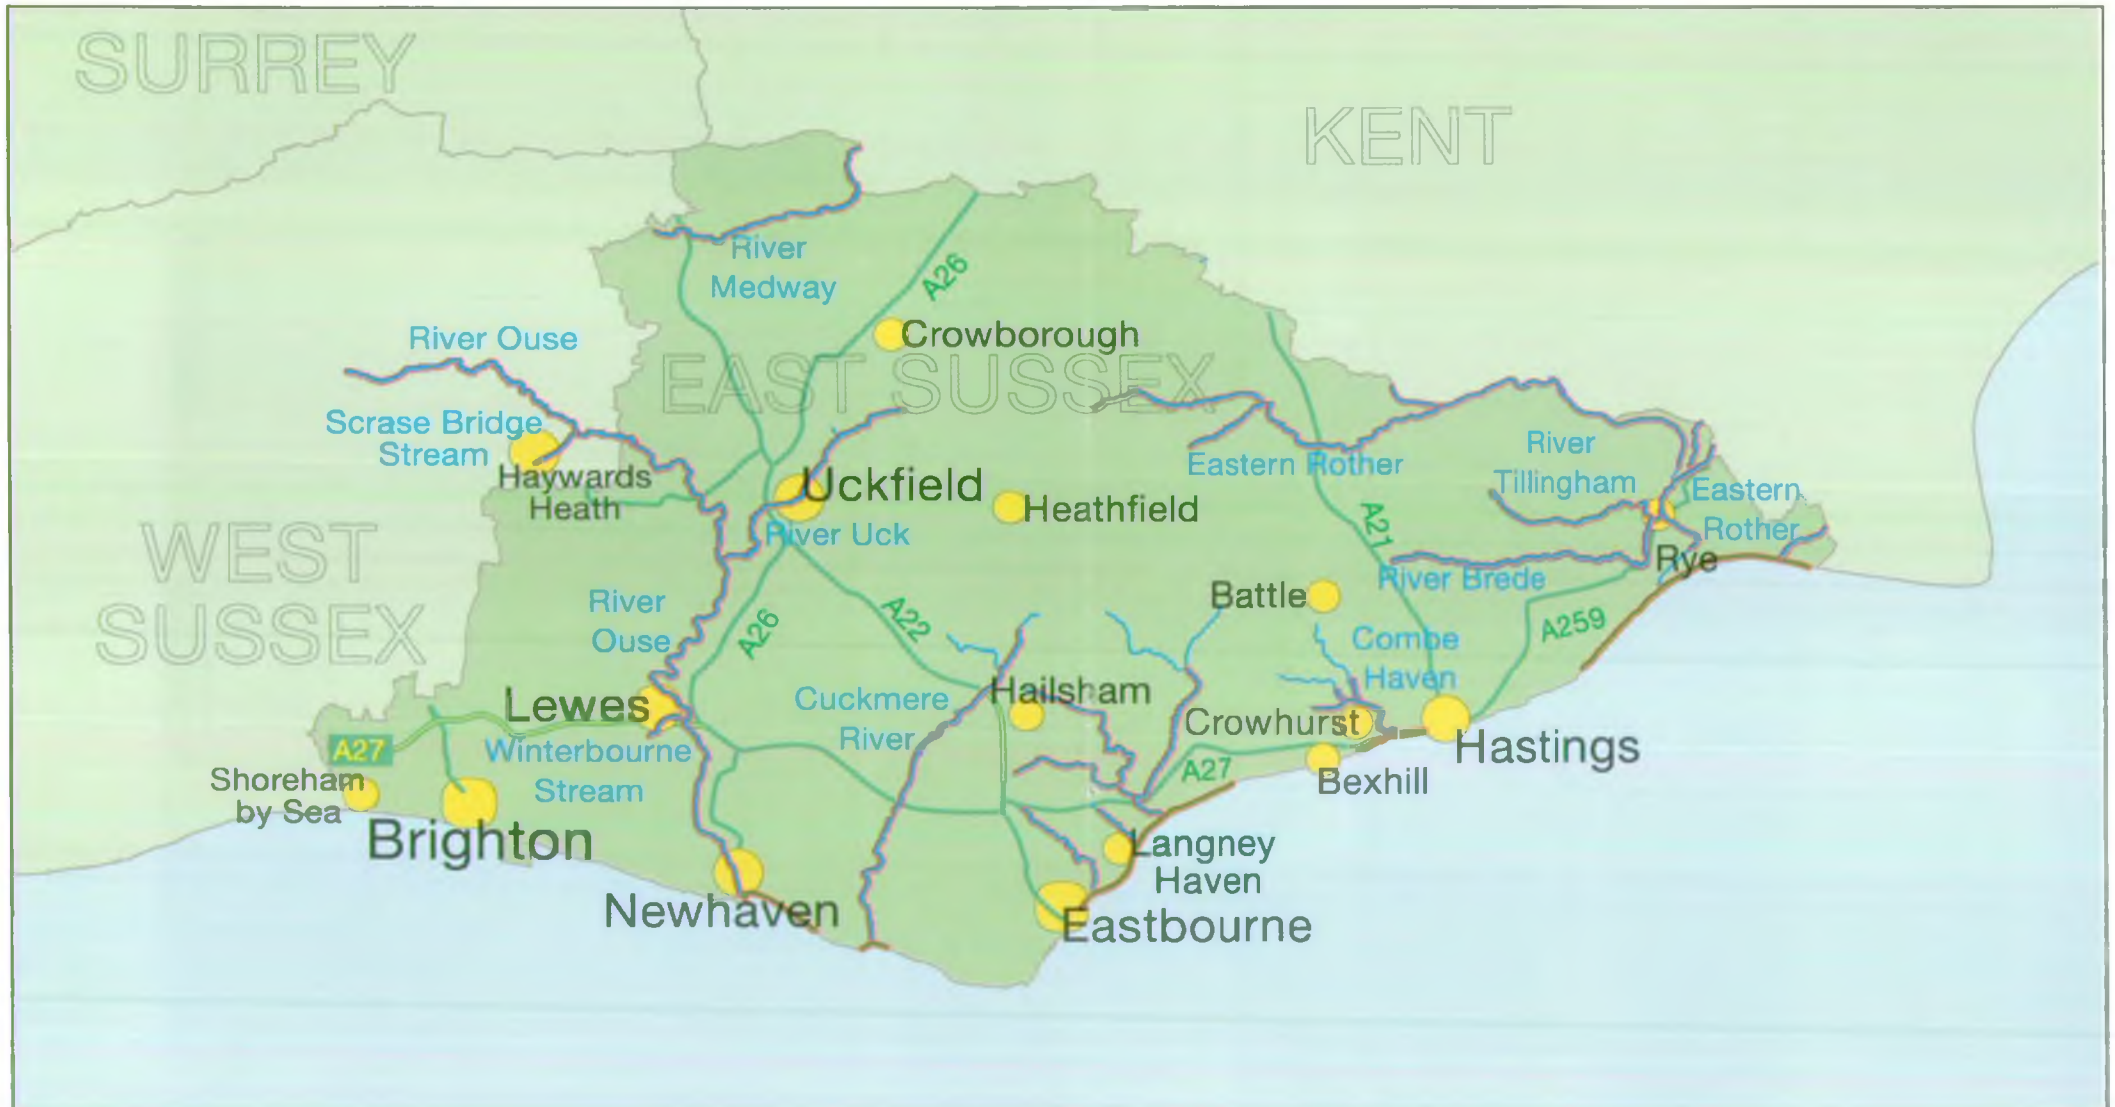 SURREY
KENT
River
Medway
A26
Crowborough
River Ouse
EAST SUSSEX
Scrase Bridge
Stream
Haywards
Heath
Uckfield
River Uck
Heathfield
Eastern Rother
River
Tillingham
Eastern
Rother
A21
Rye
River Brede
WEST
SUSSEX
River
Ouse
A26
A22
Battle
A259
Combe
Haven
Lewes
Cuckmere
River
Hailsham
Crowhurst
Hastings
A27
Winterbourne
Stream
A27
Bexhill
Shoreham
by Sea
Brighton
Langney
Haven
Newhaven
Eastbourne